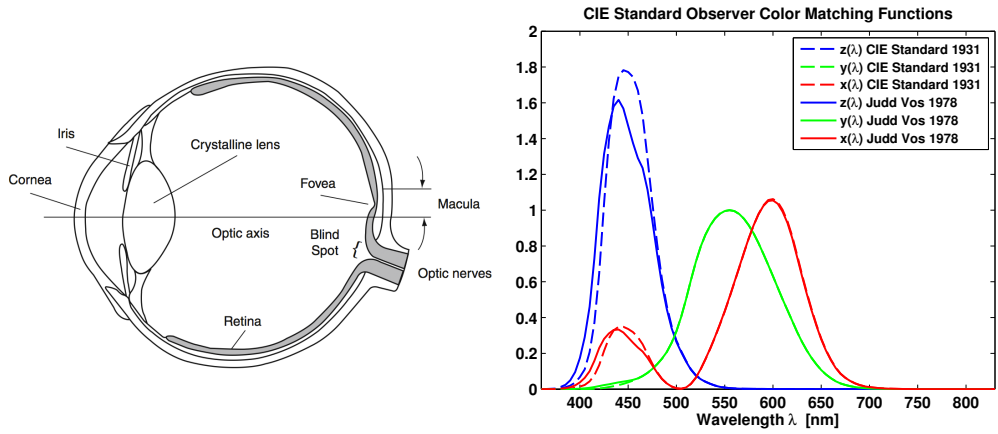 Iris
Cornea
Crystalline lens
Fovea
Macula
Optic axis
Blind
Spot
{
Optic nerves
Retina
CIE Standard Observer Color Matching Functions
z(λ) CIE Standard 1931
y(λ) CIE Standard 1931
x(λ) CIE Standard 1931
z(λ) Judd Vos 1978
y(λ) Judd Vos 1978
x(λ) Judd Vos 1978
2
1.8
1.6
1.4
1.2
1
0.8
0.6
0.4
0.2
0
400 450 500 550 600 650 700 750 800
Wavelength λ [nm]